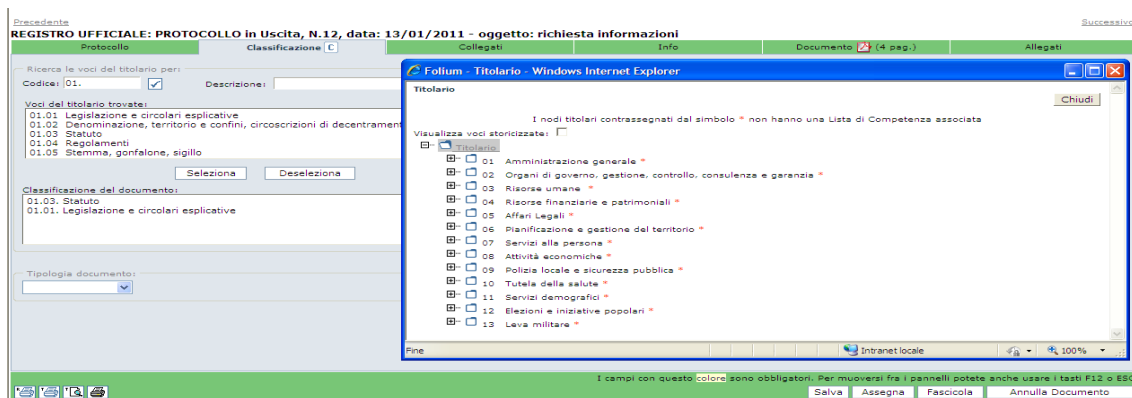 Precedente
Successivo
REGISTRO UFFICIALE: PROTOCOLLO in Uscita, N.12, data: 13/01/2011 - oggetto: richiesta informazioni
Protocollo
Classificazione C
Collegati
Info
Documento (4 pag.)
Allegati
Ricerca le voci del titolario per:
Codice: 01.
Descrizione:
Voci del titolario trovate:
01.01 Legislazione e circolari esplicative
01.02 Denominazione, territorio e confini, circoscrizioni di decentrament
01.03 Statuto
01.04 Regolamenti
01.05 Stemma, gonfalone, sigillo
Seleziona
Deseleziona
Classificazione del documento:
01.03. Statuto
01.01. Legislazione e circolari esplicative
Tipologia documento:
Folium - Titolario - Windows Internet Explorer
Titolario
Chiudi
I nodi titolari contrassegnati dal simbolo * non hanno una Lista di Competenza associata
Visualizza voci storicizzate:
Titolario
01 Amministrazione generale *
02 Organi di governo, gestione, controllo, consulenza e garanzia *
03 Risorse umane *
04 Risorse finanziarie e patrimoniali *
05 Affari Legali *
06 Pianificazione e gestione del territorio *
07 Servizi alla persona *
08 Attività economiche *
09 Polizia locale e sicurezza pubblica *
10 Tutela della salute *
11 Servizi demografici *
12 Elezioni e iniziative popolari *
13 Leva militare *
Fine
Intranet locale
100%
I campi con questo colore sono obbligatori. Per muoversi fra i pannelli potete anche usare i tasti F12 o ESC
Salva
Assegna
Fascicola
Annulla Documento